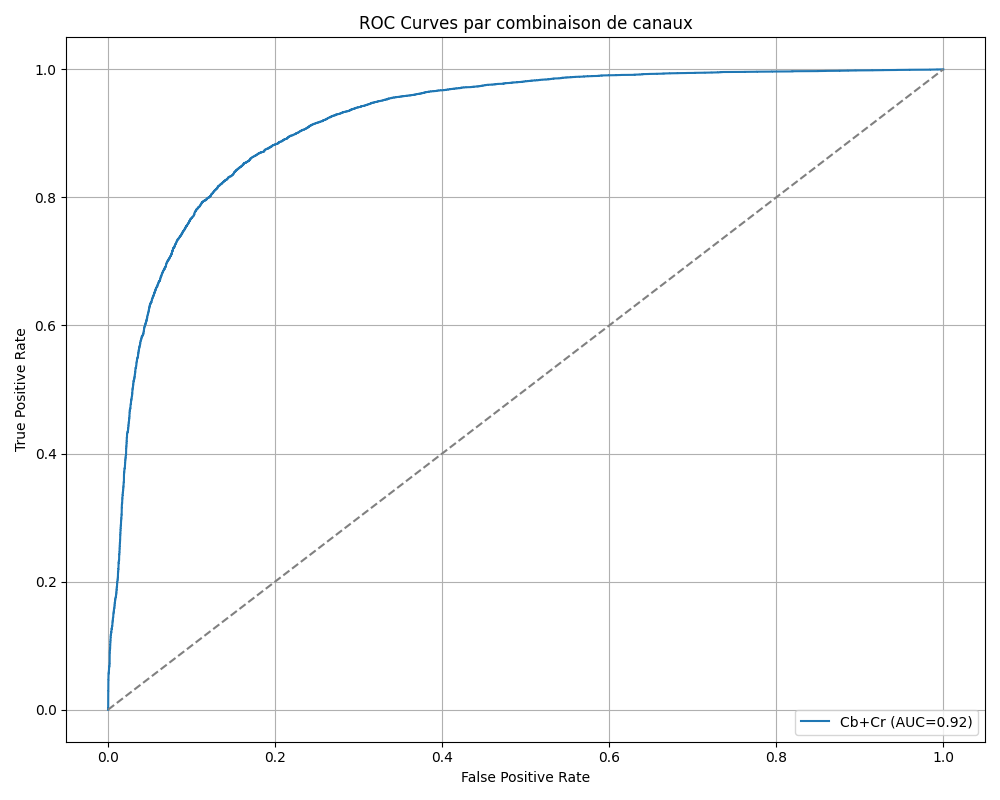 ROC Curves par combinaison de canaux
True Positive Rate
1.0
0.8
0.6
0.4
0.2
0.0
Cb+Cr (AUC=0.92)
0.0 0.2 0.4 0.6 0.8 1.0
False Positive Rate